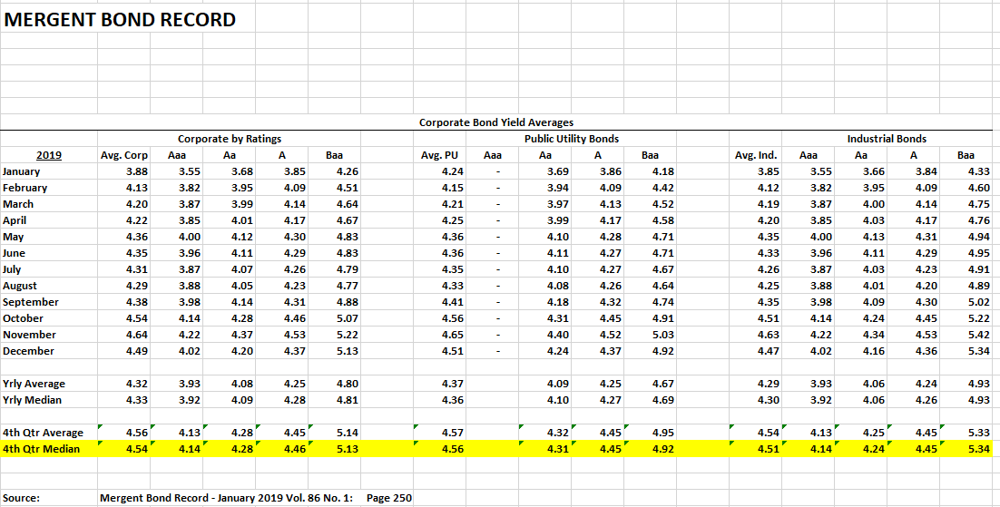 MERGENT BOND RECORD
Corporate Bond Yield Averages
Corporate by Ratings Public Utility Bonds Industrial Bonds
2019 Avg. Corp Aaa Aa A Baa Avg. PU Aaa Aa A Baa Avg. Ind. Aaa Aa A Baa
January 3.88 3.55 3.68 3.85 4.26 4.24 - 3.69 3.86 4.18 3.85 3.55 3.66 3.84 4.33
February 4.13 3.82 3.95 4.09 4.51 4.15 - 3.94 4.09 4.42 4.12 3.82 3.95 4.09 4.60
March 4.20 3.87 3.99 4.14 4.64 4.21 - 3.97 4.13 4.52 4.19 3.87 4.00 4.14 4.75
April 4.22 3.85 4.01 4.17 4.67 4.25 - 3.99 4.17 4.58 4.20 3.85 4.03 4.17 4.76
May 4.36 4.00 4.12 4.30 4.83 4.36 - 4.10 4.28 4.71 4.35 4.00 4.13 4.31 4.94
June 4.35 3.96 4.11 4.29 4.83 4.36 - 4.11 4.27 4.71 4.33 3.96 4.11 4.29 4.95
July 4.31 3.87 4.07 4.26 4.79 4.35 - 4.10 4.27 4.67 4.26 3.87 4.03 4.23 4.91
August 4.29 3.88 4.05 4.23 4.77 4.33 - 4.08 4.26 4.64 4.25 3.88 4.01 4.20 4.89
September 4.38 3.98 4.14 4.31 4.88 4.41 - 4.18 4.32 4.74 4.35 3.98 4.09 4.30 5.02
October 4.54 4.14 4.28 4.46 5.07 4.56 - 4.31 4.45 4.91 4.51 4.14 4.24 4.45 5.22
November 4.64 4.22 4.37 4.53 5.22 4.65 - 4.40 4.52 5.03 4.63 4.22 4.34 4.53 5.42
December 4.49 4.02 4.20 4.37 5.13 4.51 - 4.24 4.37 4.92 4.47 4.02 4.16 4.36 5.34
Yrly Average 4.32 3.93 4.08 4.25 4.80 4.37 4.09 4.25 4.67 4.29 3.93 4.06 4.24 4.93
Yrly Median 4.33 3.92 4.09 4.28 4.81 4.36 4.10 4.27 4.69 4.30 3.92 4.06 4.26 4.93
4th Qtr Average 4.56 4.13 4.28 4.45 5.14 4.57 4.32 4.45 4.95 4.54 4.13 4.25 4.45 5.33
4th Qtr Median 4.54 4.14 4.28 4.46 5.13 4.56 4.31 4.45 4.92 4.51 4.14 4.24 4.45 5.34
Source: Mergent Bond Record - January 2019 Vol. 86 No. 1: Page 250